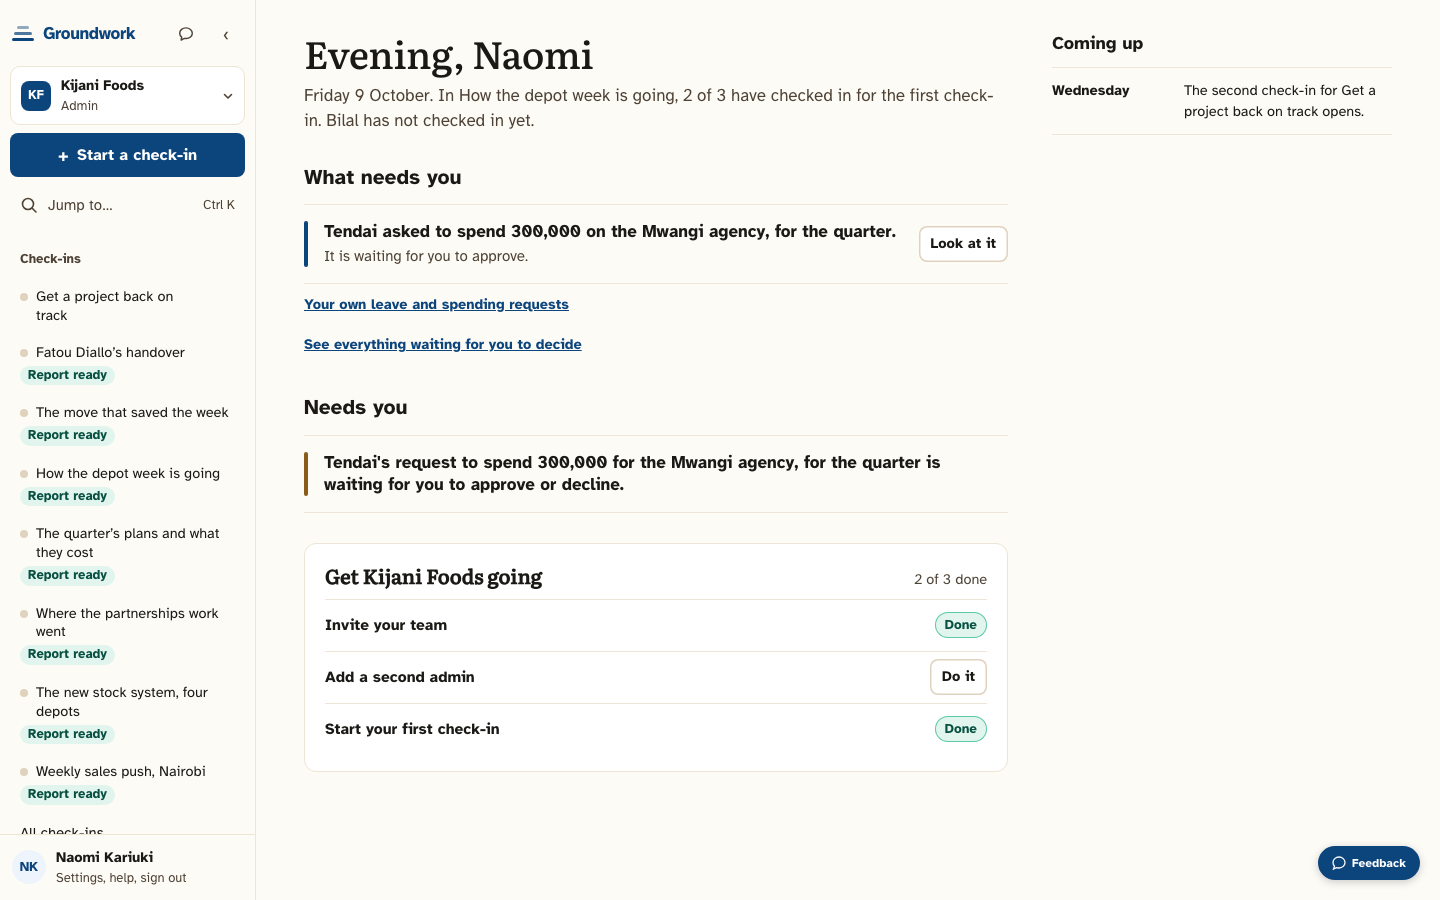 Groundwork
KF
Kijani Foods
Admin
+ Start a check-in
Jump to...
Ctrl K
Check-ins
Get a project back on
track
Fatou Diallo’s handover
Report ready
The move that saved the week
Report ready
How the depot week is going
Report ready
The quarter’s plans and what
they cost
Report ready
Where the partnerships work
went
Report ready
The new stock system, four
depots
Report ready
Weekly sales push, Nairobi
Report ready
All check-ins
NK
Naomi Kariuki
Settings, help, sign out
Evening, Naomi
Friday 9 October. In How the depot week is going, 2 of 3 have checked in for the first check-
in. Bilal has not checked in yet.
What needs you
Tendai asked to spend 300,000 on the Mwangi agency, for the quarter.
It is waiting for you to approve.
Look at it
Your own leave and spending requests
See everything waiting for you to decide
Needs you
Tendai's request to spend 300,000 for the Mwangi agency, for the quarter is
waiting for you to approve or decline.
Get Kijani Foods going
2 of 3 done
Invite your team
Done
Add a second admin
Do it
Start your first check-in
Done
Coming up
Wednesday
The second check-in for Get a
project back on track opens.
Feedback